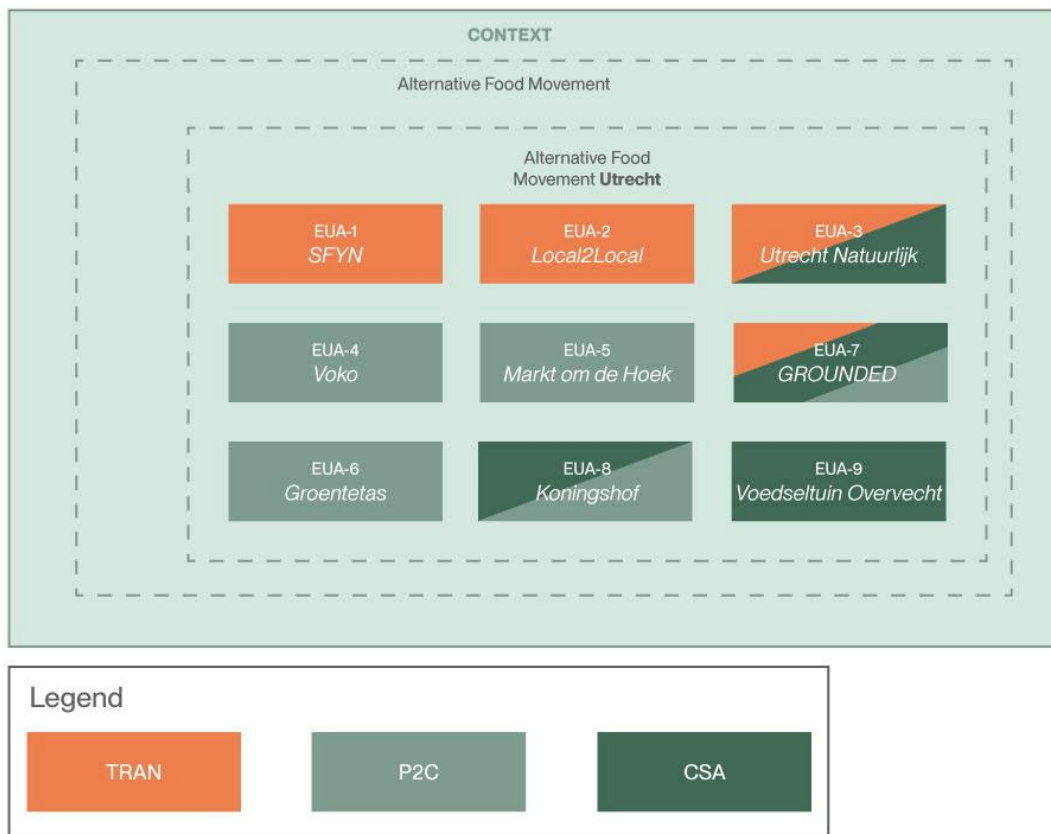 CONTEXT
Alternative Food Movement
Alternative Food
Movement Utrecht
EUA-1
SFYN
EUA-2
Local2Local
EUA-3
Utrecht Natuurlijk
EUA-4
Voko
EUA-5
Markt om de Hoek
EUA-7
GROUNDED
EUA-6
Groentetas
EUA-8
Koningshof
EUA-9
Voedseltuin Overvecht
Legend
TRAN
P2C
CSA